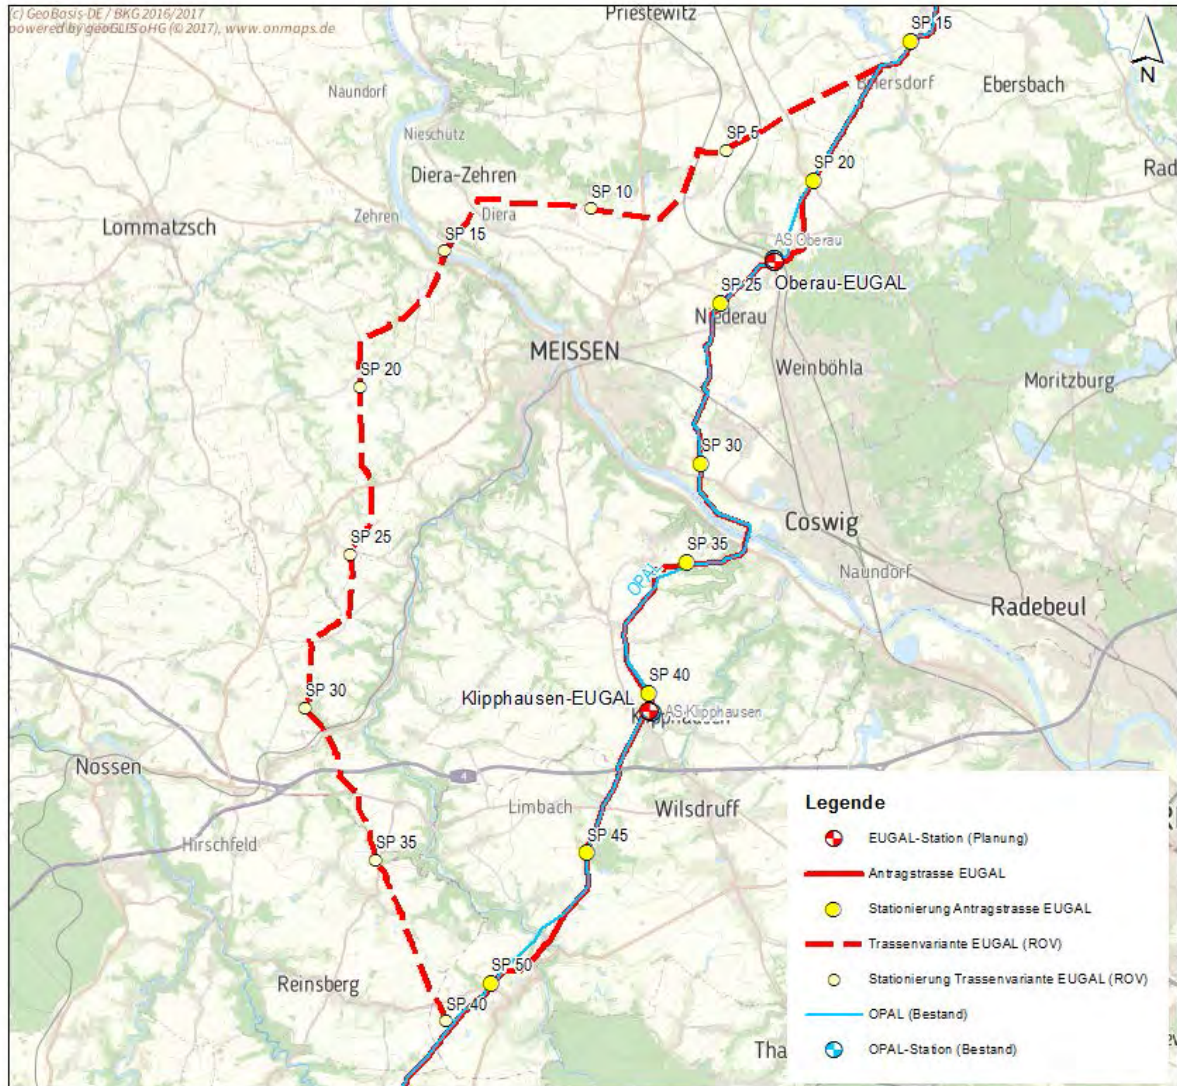 (c) GeoBasis-DE / BKG 2016/2017
powered by geoGLIS oHG (© 2017), www.onmaps.de
Priestewitz
SP 15
N
Ebersbach
Naundorf
Nieschütz
SP 5
Diera-Zehren
SP 20
SP 10
Zehren
Diera
Lommatzsch
SP 15
AS Oberau
Oberau-EUGAL
SP 25
Niederau
MEISSEN
Weinböhla
SP 20
Moritzburg
SP 30
Coswig
SP 25
SP 35
OPAL
Naundorf
Radebeul
SP 40
Klipphausen-EUGAL
AS Klipphausen
Klipphausen
SP 30
Nossen
4
Limbach
Wilsdruff
Hirschfeld
SP 35
SP 45
SP 50
Reinsberg
SP 40
Tha
Legende
EUGAL-Station (Planung)
Antragstrasse EUGAL
Stationierung Antragstrasse EUGAL
Trassenvariante EUGAL (ROV)
Stationierung Trassenvariante EUGAL (ROV)
OPAL (Bestand)
OPAL-Station (Bestand)